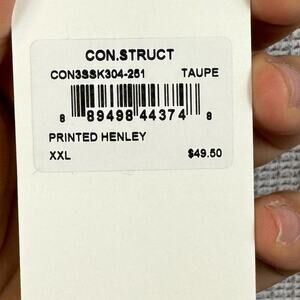 CON.STRUCT
CON3SSK304-251 TAUPE
8 89498 44374 8
PRINTED HENLEY
XXL $49.50